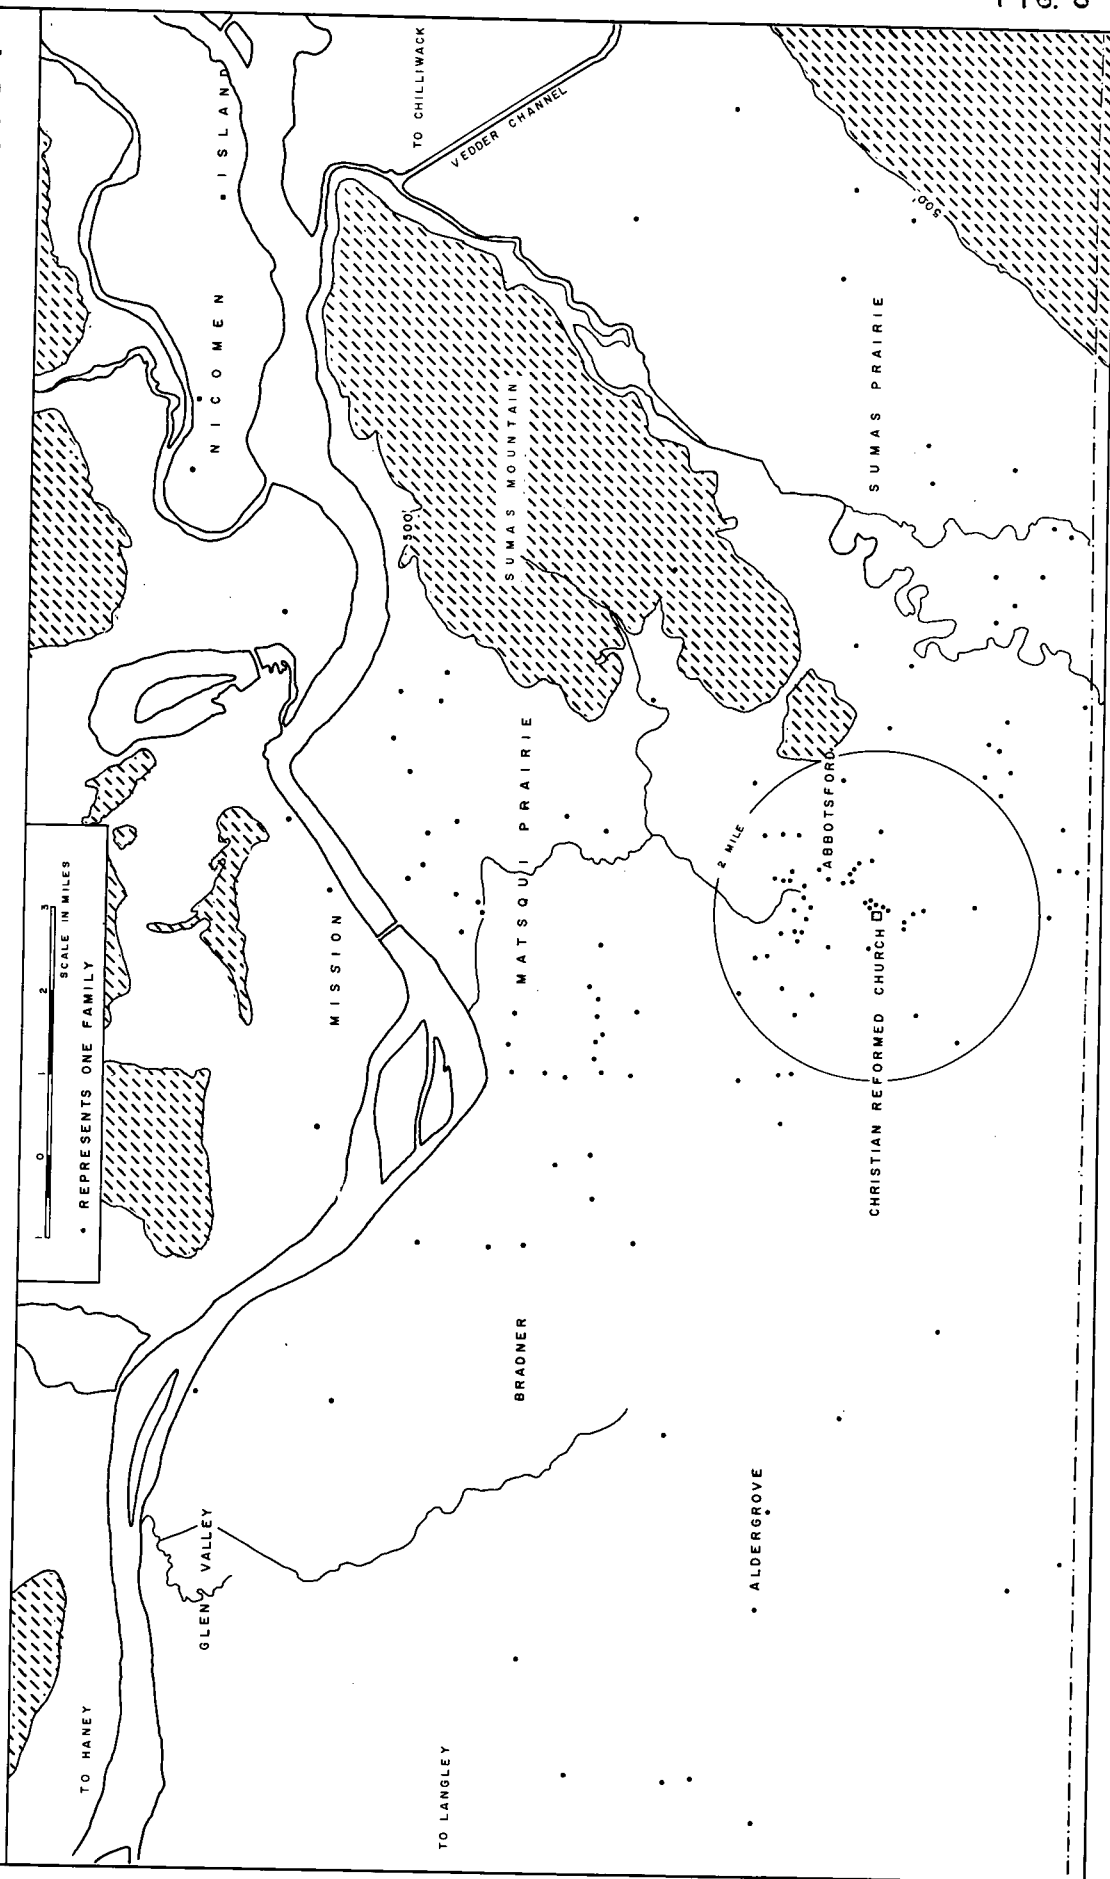 TO CHILLIWACK
VEDDER CHANNEL
NICOMEN ISLAND
500'
500'
SUMAS MOUNTAIN
SUMAS PRAIRIE
MATSQUI PRAIRIE
MISSION
2 MILE
ABBOTSFORD
CHRISTIAN REFORMED CHURCH
BRADNER
GLEN VALLEY
ALDERGROVE
TO HANEY
TO LANGLEY
1 0 1 2 3
SCALE IN MILES
• REPRESENTS ONE FAMILY